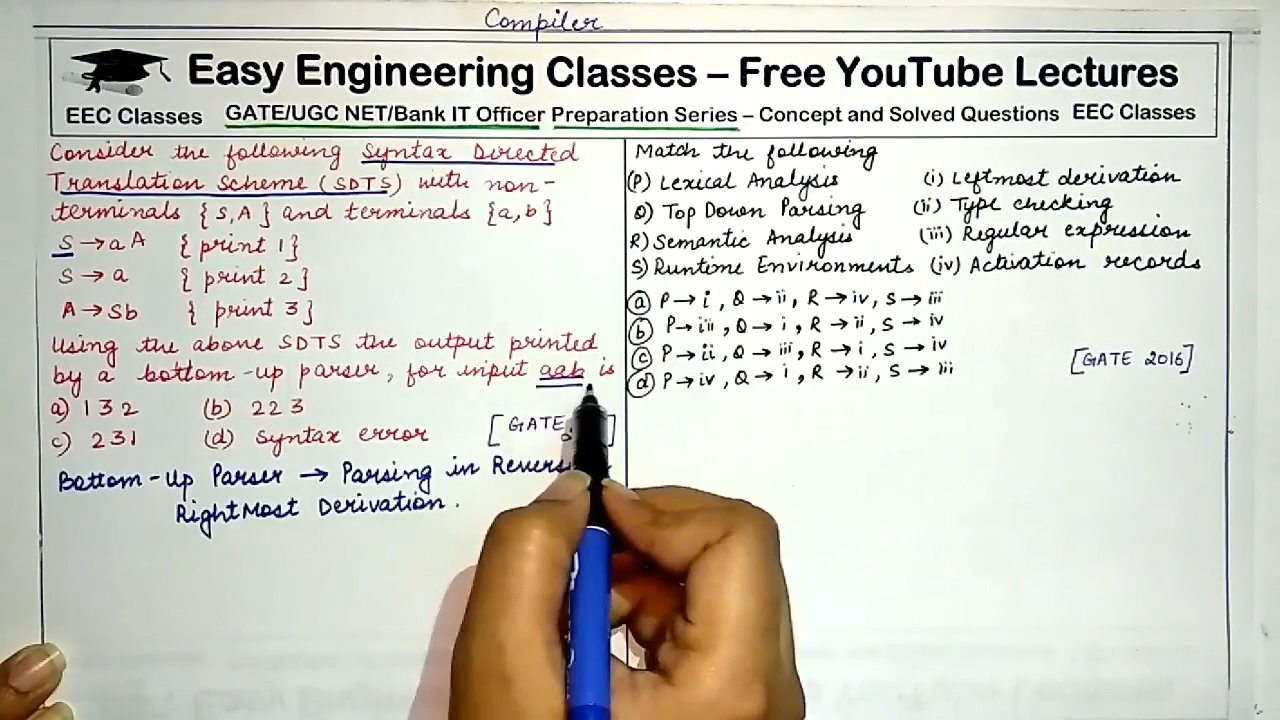 Compiler
Easy Engineering Classes – Free YouTube Lectures
EEC Classes GATE/UGC NET/Bank IT Officer Preparation Series – Concept and Solved Questions EEC Classes
Consider the following Syntax Directed
Translation Scheme (SDTS) with non-
terminals {S,A} and terminals {a,b}
S → aA {print 1}
S → a {print 2}
A → Sb {print 3}
Using the above SDTS the output printed
by a bottom-up parser, for input aab is
a) 1 3 2 (b) 2 2 3
c) 2 3 1 (d) Syntax error [GATE ]
Bottom-Up Parser → Parsing in
RightMost Derivation.
Match the following
(P) Lexical Analysis (i) Leftmost derivation
Q) Top Down Parsing (ii) Type checking
R) Semantic Analysis (iii) Regular expression
S) Runtime Environments (iv) Activation records
(a) P → i, Q → ii, R → iv, S → iii
(b) P → iii, Q → i, R → ii, S → iv
(c) P → ii, Q → iii, R → i, S → iv
(d) P → iv, Q → i, R → ii, S → iii
[GATE 2016]